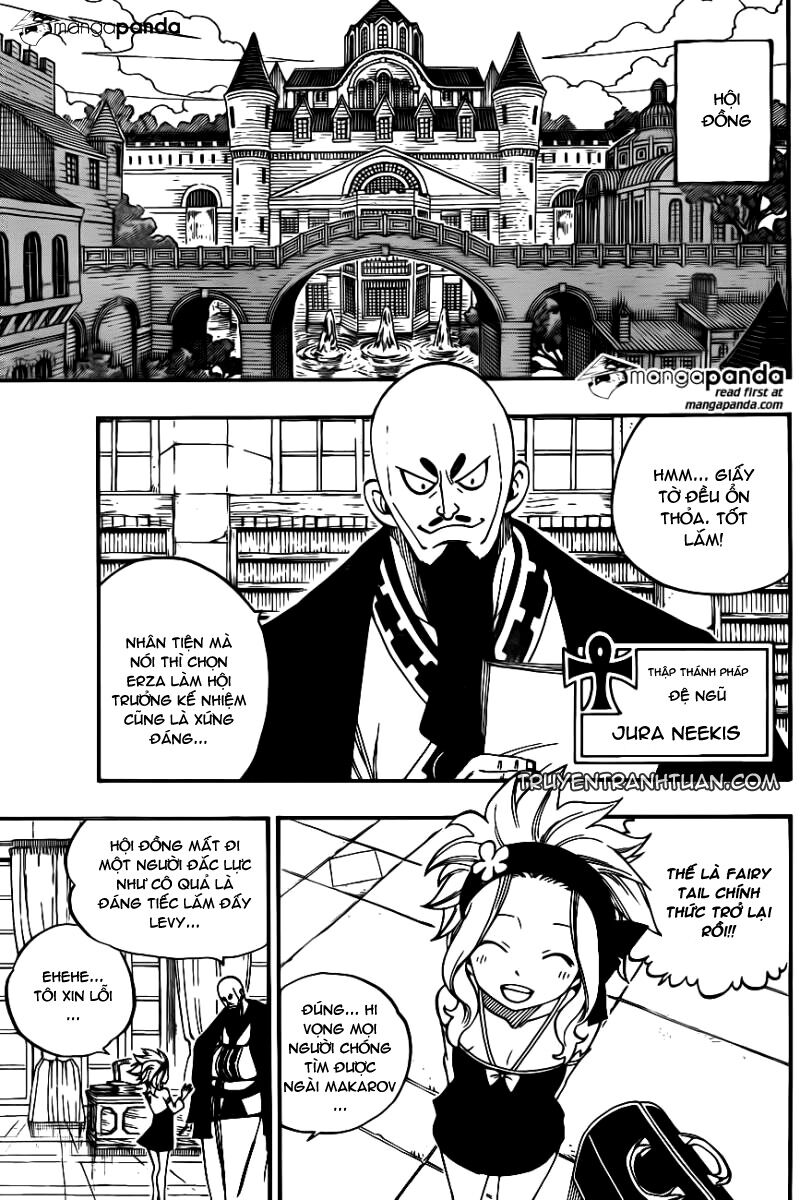 mangapanda
HỘI
ĐỒNG
mangapanda
read first at
mangapanda.com
HMM... GIẤY
TỜ ĐỀU ỔN
THỎA. TỐT
LẮM!
NHÂN TIỆN MÀ
NÓI THÌ CHỌN
ERZA LÀM HỘI
TRƯỞNG KẾ NHIỆM
CŨNG LÀ XỨNG
ĐÁNG...
THẬP THÁNH PHÁP
ĐỆ NGŨ
JURA NEEKIS
TRUYENTRANHTUAN.COM
THẾ LÀ FAIRY
TAIL CHÍNH
THỨC TRỞ LẠI
RỒI!!
HỘI ĐỒNG MẤT ĐI
MỘT NGƯỜI ĐẮC LỰC
NHƯ CÔ QUẢ LÀ
ĐÁNG TIẾC LẮM ĐẤY
LEVY...
EHEHE...
TÔI XIN LỖI
...
ĐÚNG... HI
VỌNG MỌI
NGƯỜI CHÓNG
TÌM ĐƯỢC
NGÀI MAKAROV
...